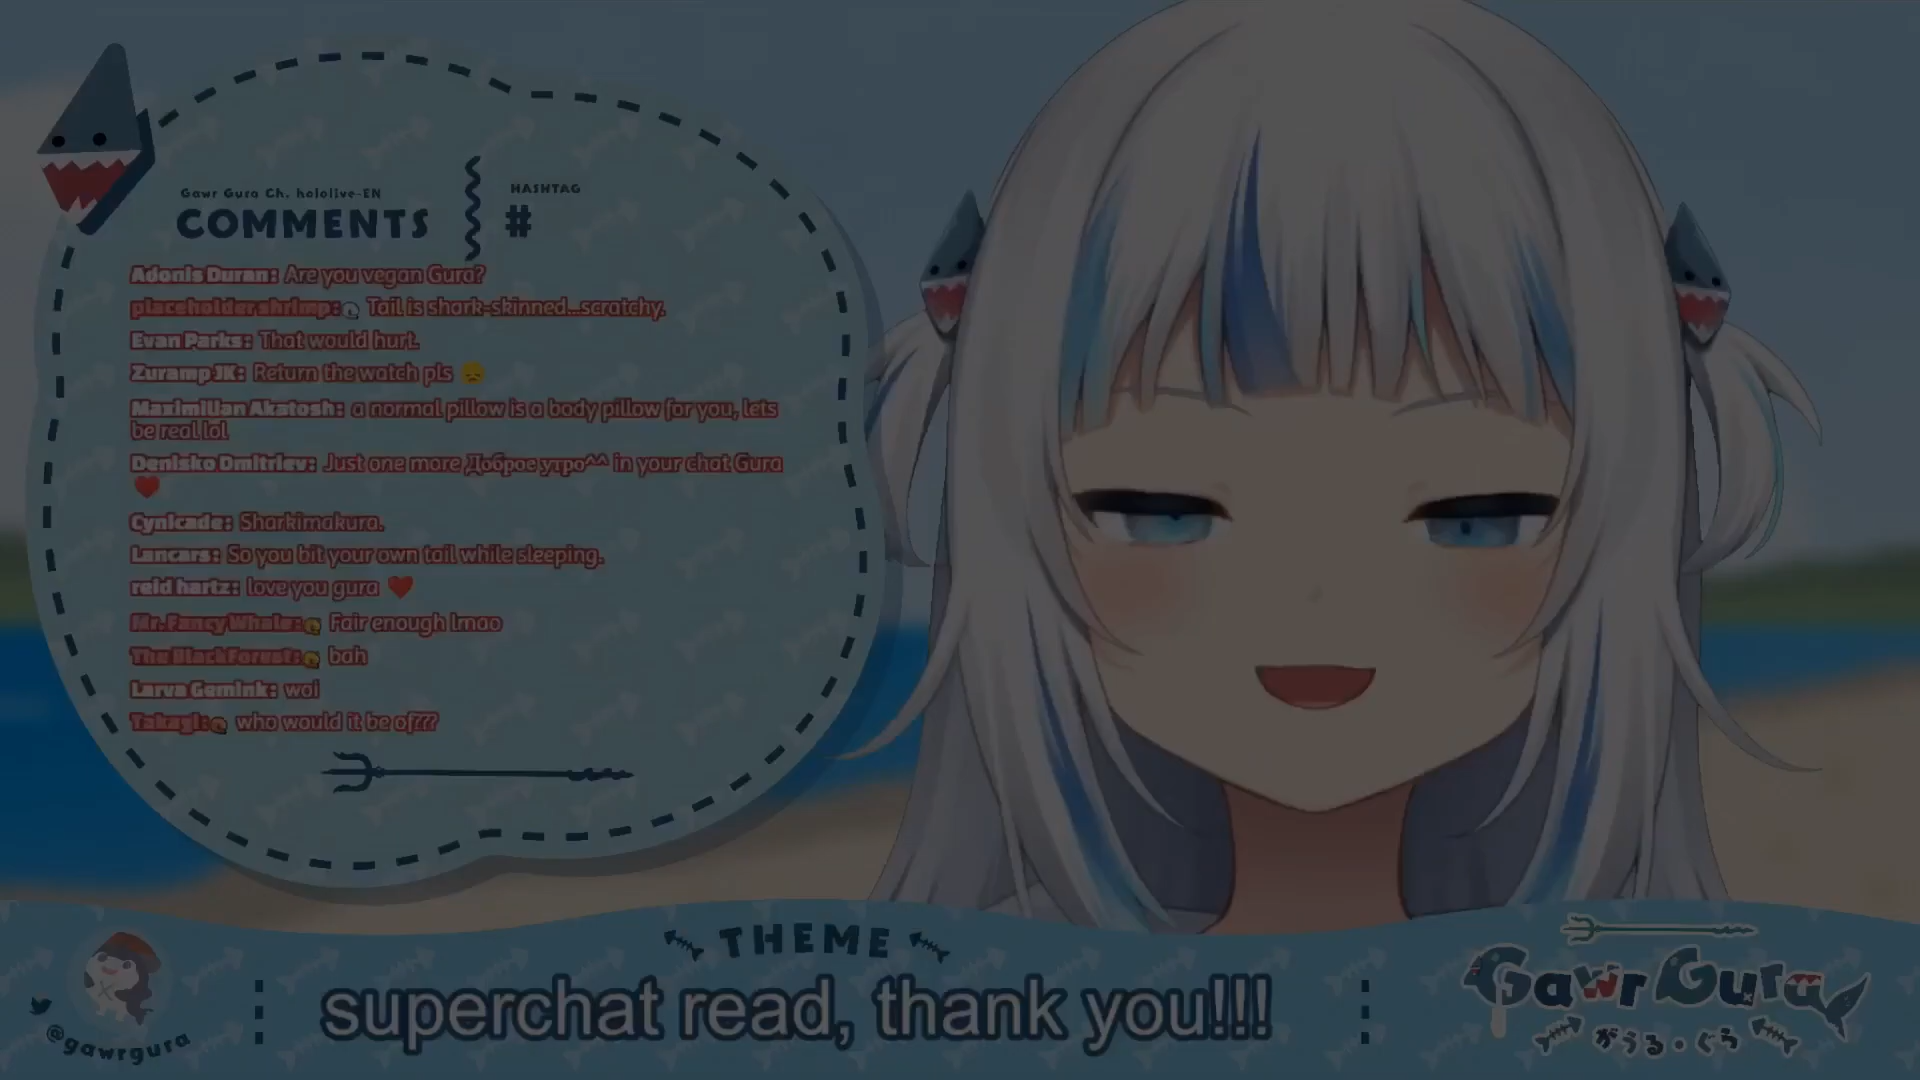 Gawr Gura Ch. hololive-EN
COMMENTS
HASHTAG
#
Adonis Duran: Are you vegan Gura?
placeholder shrimp: Tail is shark-skinned...scratchy.
Evan Parks: That would hurt.
Zuramp JK: Return the watch pls 😞
Maximilian Akatosh: a normal pillow is a body pillow for you, lets
be real lol
Denisko Dmitriev: Just one more Доброе утро^^ in your chat Gura
❤️
Cynicade: Sharkimakura.
Lancars: So you bit your own tail while sleeping.
reid hartz: love you gura ❤️
Mr. Fancy Whale: Fair enough lmao
The BlackForest: bah
Larva Gemink: woi
Takagi: who would it be of???
THEME
superchat read, thank you!!!
@gawrgura
Gawr Gura
がうる・ぐら